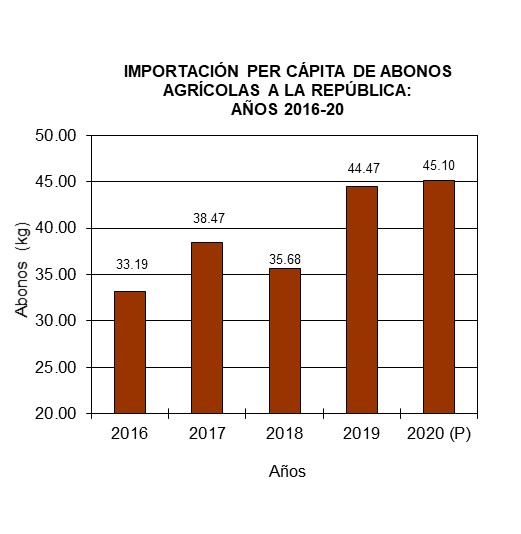 IMPORTACIÓN PER CÁPITA DE ABONOS
AGRÍCOLAS A LA REPÚBLICA:
AÑOS 2016-20
50.00
45.00
40.00
35.00
30.00
25.00
20.00
Abonos (kg)
33.19
38.47
35.68
44.47
45.10
2016
2017
2018
2019
2020 (P)
Años